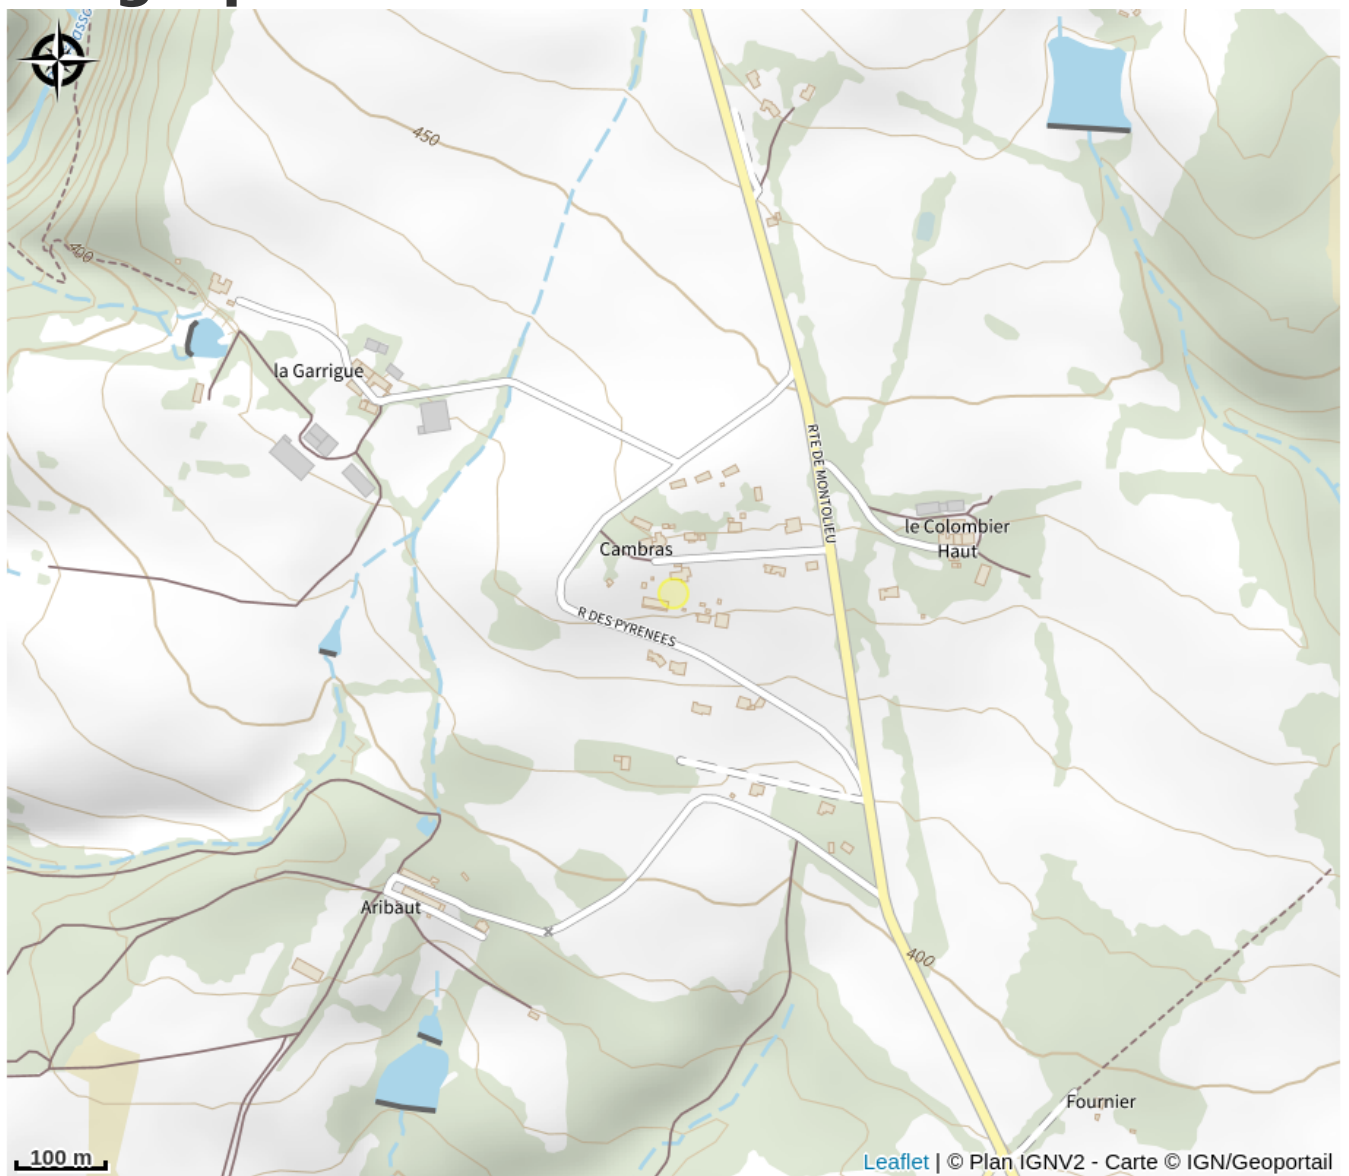 450
400
la Garrigue
RTE DE MONTOLIEU
le Colombier
Haut
Cambras
R DES PYRENEES
Aribaut
400
Fournier
100 m
Leaflet | © Plan IGNV2 - Carte © IGN/Geoportail